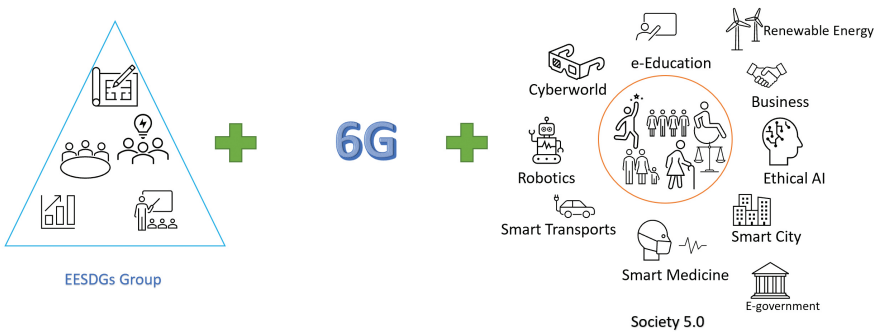 EESDGs Group
6G
Renewable Energy
e-Education
Cyberworld
Business
Robotics
Ethical AI
Smart Transports
Smart City
Smart Medicine
E-government
Society 5.0